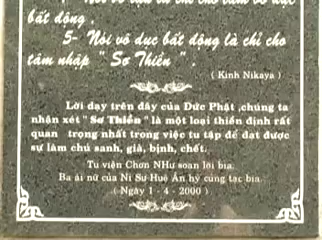 bất động .
5- Nói vô dục bất động là chỉ cho
tâm nhập " Sơ Thiền " .
( Kinh Nikaya )
Lời dạy trên đây của Đức Phật ,chúng ta
nhận xét " Sơ Thiền " là một loại thiền định rất
quan trọng nhất trong việc tu tập để đạt được
sự làm chủ sanh, già, bịnh, chết.
Tu viện Chơn NHư soạn lời bia.
Ba ái nữ của Ni Sư Huệ Ân hỷ cúng tác bia.
( Ngày 1 - 4 - 2000 )